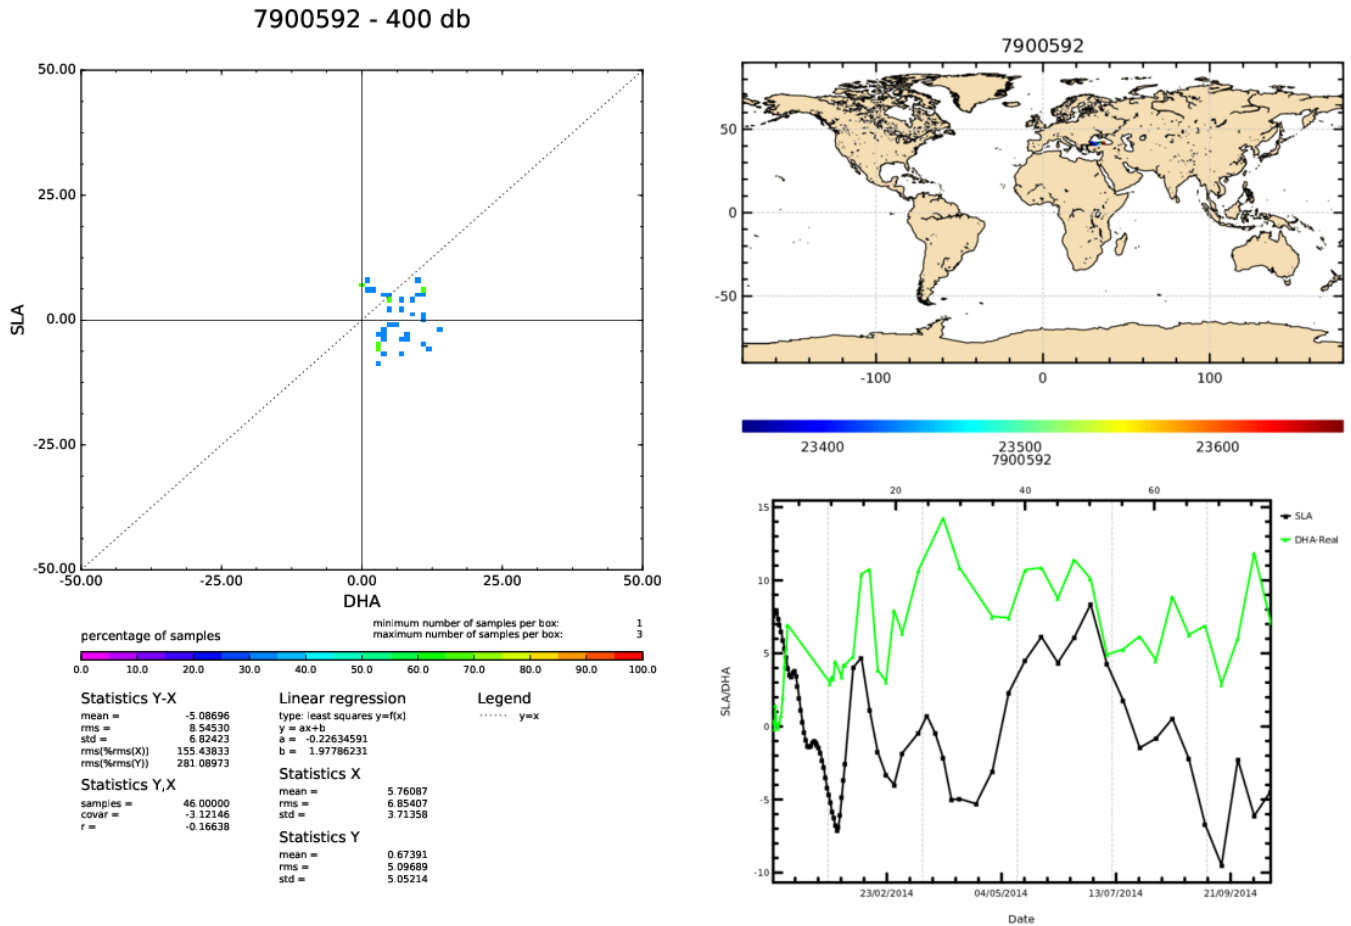 7900592 - 400 db
50.00
25.00
0.00
-25.00
-50.00
SLA
-50.00 -25.00 0.00 25.00 50.00
DHA
percentage of samples
minimum number of samples per box: 1
maximum number of samples per box: 3
0.0 10.0 20.0 30.0 40.0 50.0 60.0 70.0 80.0 90.0 100.0
Statistics Y-X
mean = -5.08696
rms = 8.54530
std = 6.82423
rms(%rms(X)) 155.43833
rms(%rms(Y)) 281.08973
Statistics Y,X
samples = 46.00000
covar = -3.12146
r = -0.16638
Linear regression
type: least squares y=f(x)
y = ax+b
a = -0.22634591
b = 1.97786231
Statistics X
mean = 5.76087
rms = 6.85407
std = 3.71358
Statistics Y
mean = 0.67391
rms = 5.09689
std = 5.05214
Legend
y=x
7900592
50
0
-50
-100 0 100
23400 23500 23600
7900592
20 40 60
15
10
5
0
-5
-10
SLA/DHA
SLA
DHA-Real
23/02/2014 04/05/2014 13/07/2014 21/09/2014
Date